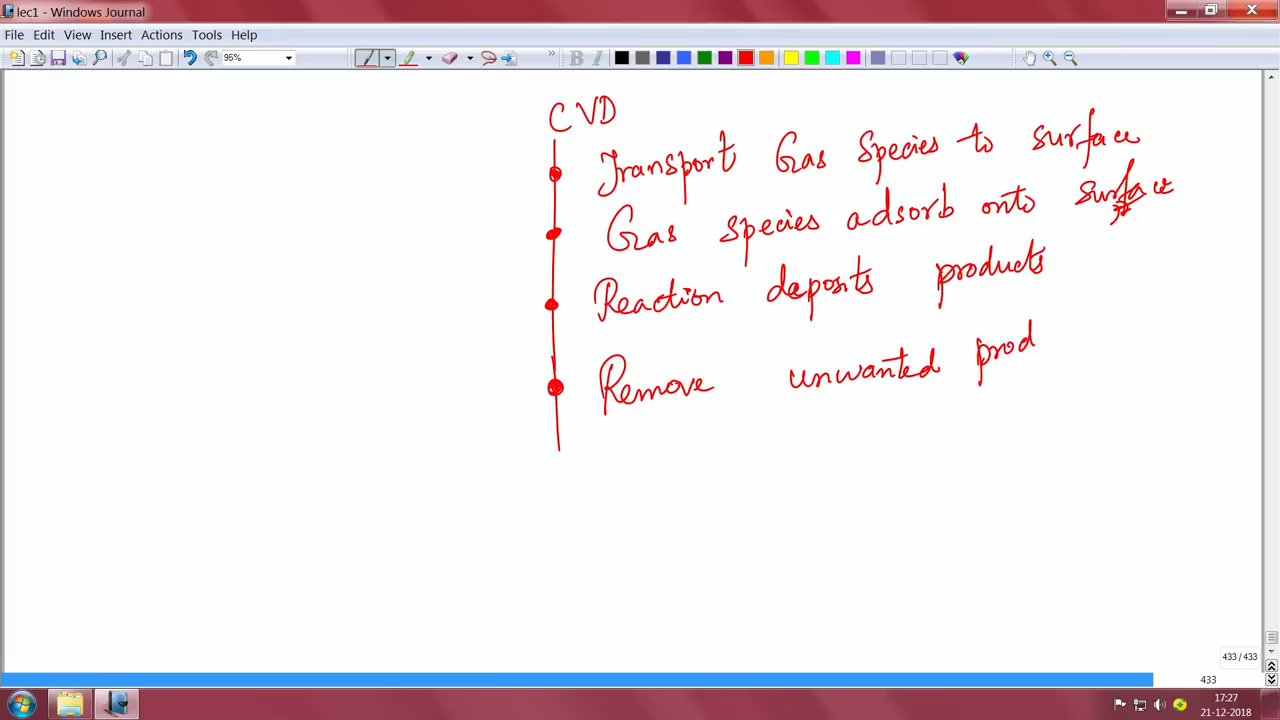 lec1 - Windows Journal
File Edit View Insert Actions Tools Help
95%
CVD
Transport Gas species to surface
Gas species adsorb onto surface
Reaction deposits products
Remove unwanted prod
433 / 433
433
17:27
21-12-2018